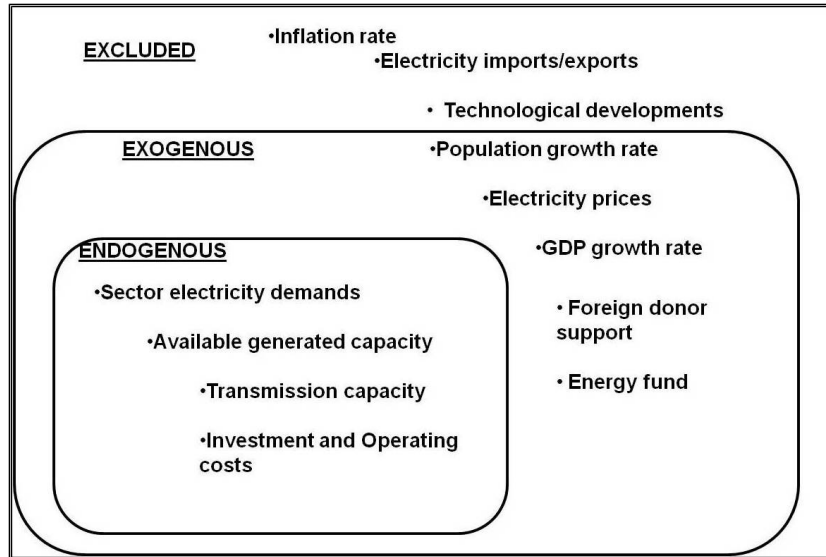 EXCLUDED
•Inflation rate
•Electricity imports/exports
• Technological developments
EXOGENOUS
•Population growth rate
•Electricity prices
•GDP growth rate
• Foreign donor
support
• Energy fund
ENDOGENOUS
•Sector electricity demands
•Available generated capacity
•Transmission capacity
•Investment and Operating
costs